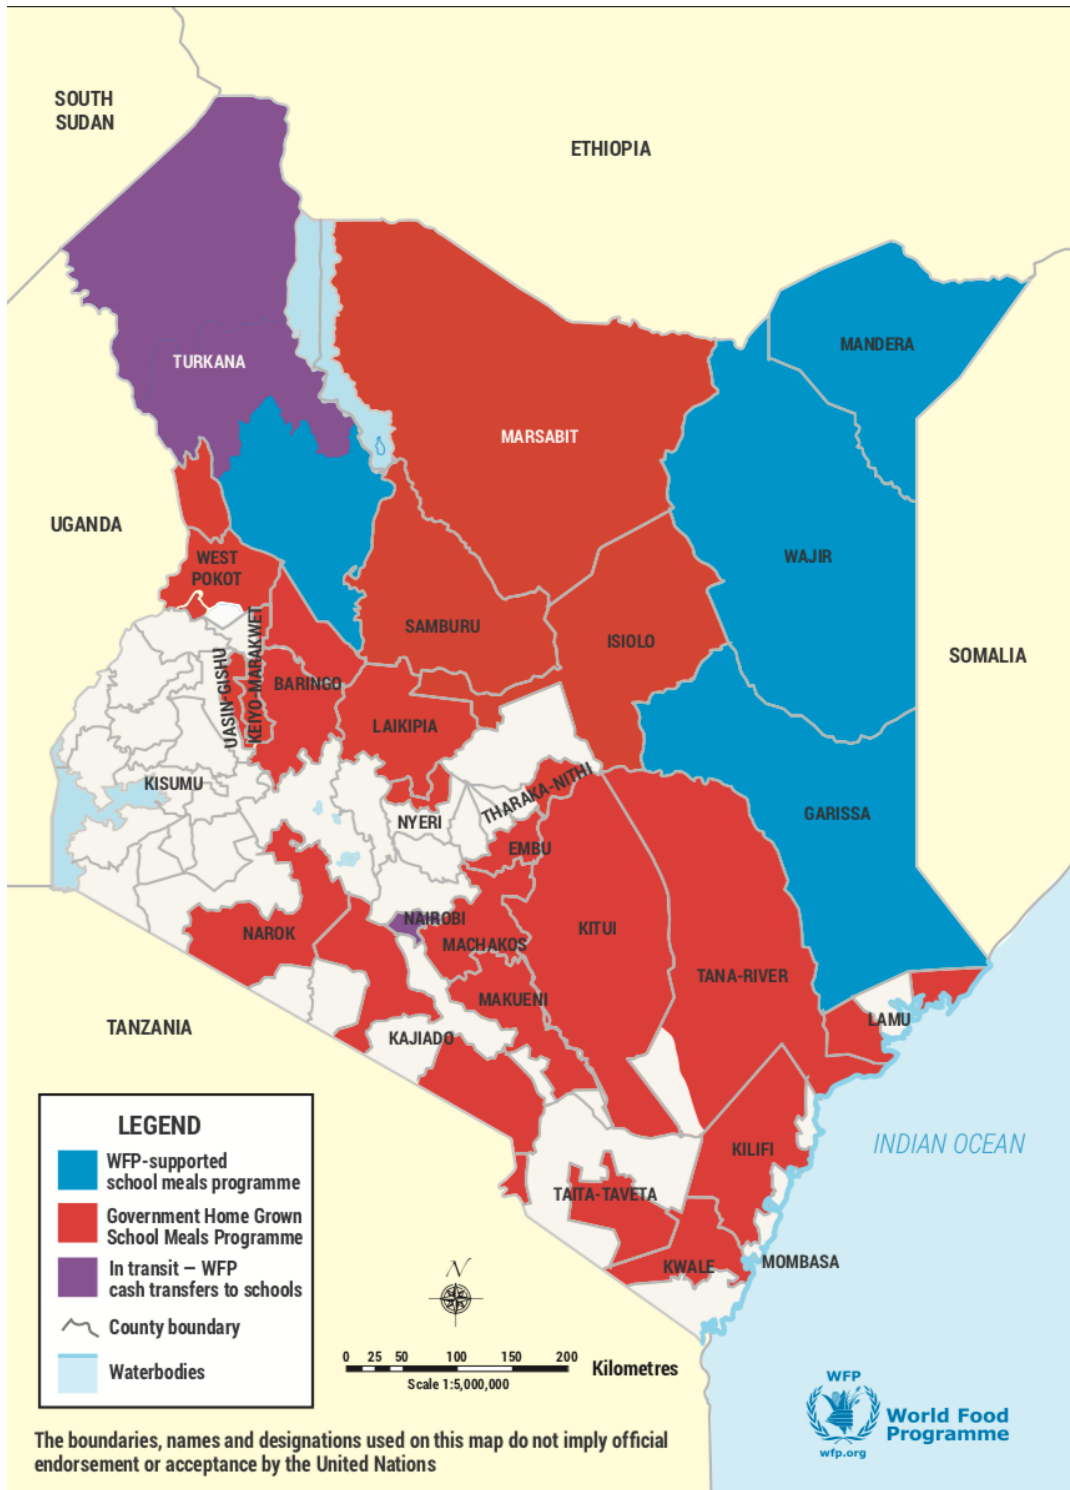 SOUTH
SUDAN
ETHIOPIA
MANDERA
TURKANA
MARSABIT
UGANDA
WAJIR
WEST
POKOT
SAMBURU
ISIOLO
SOMALIA
UASIN-GISHU
KEIYO-MARAKWET
BARINGO
LAIKIPIA
KISUMU
THARAKA-NITHI
NYERI
GARISSA
EMBU
NAIROBI
NAROK
KITUI
MACHAKOS
TANA-RIVER
MAKUENI
LAMU
TANZANIA
KAJIADO
INDIAN OCEAN
KILIFI
TAITA-TAVETA
KWALE
MOMBASA
LEGEND
WFP-supported
school meals programme
Government Home Grown
School Meals Programme
In transit – WFP
cash transfers to schools
County boundary
Waterbodies
N
0 25 50 100 150 200 Kilometres
Scale 1:5,000,000
WFP
wfp.org
World Food
Programme
The boundaries, names and designations used on this map do not imply official
endorsement or acceptance by the United Nations